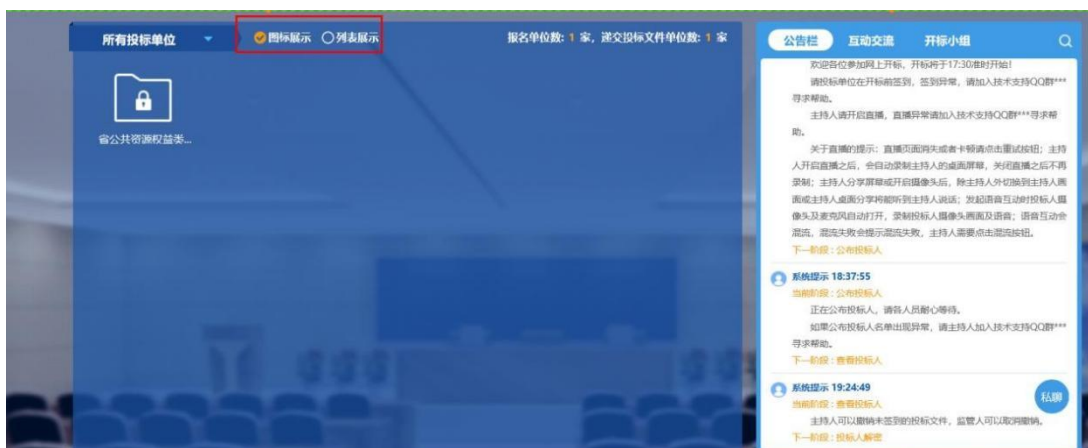 所有投标单位
图标展示 列表展示
报名单位数: 1 家, 递交投标文件单位数: 1 家
省公共资源权益类...
公告栏 互动交流 开标小组
欢迎各位参加网上开标, 开标将于17:30准时开始!
请投标单位在开标前签到, 签到异常, 请加入技术支持QQ群***
寻求帮助。
主持人请开启直播, 直播异常请加入技术支持QQ群***寻求帮
助。
关于直播的提示: 直播页面消失或者卡顿请点击重试按钮; 主持
人开启直播之后, 会自动录制主持人的桌面屏幕, 关闭直播之后不再
录制; 主持人分享屏幕或开启摄像头后, 除主持人外切换到主持人画
面或主持人桌面分享将能听到主持人说话; 发起语音互动时投标人摄
像头及麦克风自动打开, 录制投标人摄像头画面及语音; 语音互动会
混流, 混流失败会提示混流失败, 主持人需要点击混流按钮。
下一阶段 : 公布投标人
系统提示 18:37:55
当前阶段 : 公布投标人
正在公布投标人, 请各人员耐心等待。
如果公布投标人名单出现异常, 请主持人加入技术支持QQ群***
寻求帮助。
下一阶段 : 查看投标人
系统提示 19:24:49
当前阶段 : 查看投标人
主持人可以撤销未签到的投标文件, 监管人可以取消撤销。
下一阶段 : 投标人解密
私聊